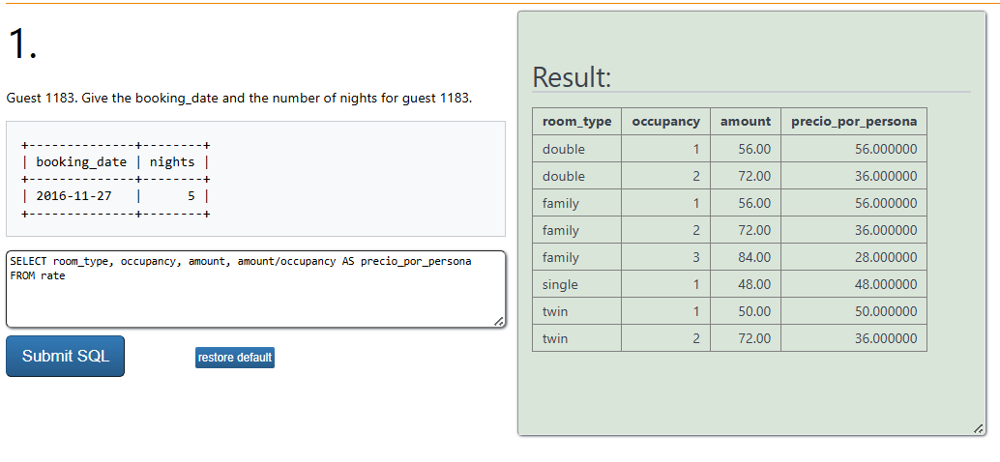 1.
Guest 1183. Give the booking_date and the number of nights for guest 1183.
+--------------+--------+
| booking_date | nights |
+--------------+--------+
| 2016-11-27   |      5 |
+--------------+--------+
SELECT room_type, occupancy, amount, amount/occupancy AS precio_por_persona
FROM rate
Submit SQL
restore default
Result:
room_type occupancy amount precio_por_persona
double 1 56.00 56.000000
double 2 72.00 36.000000
family 1 56.00 56.000000
family 2 72.00 36.000000
family 3 84.00 28.000000
single 1 48.00 48.000000
twin 1 50.00 50.000000
twin 2 72.00 36.000000